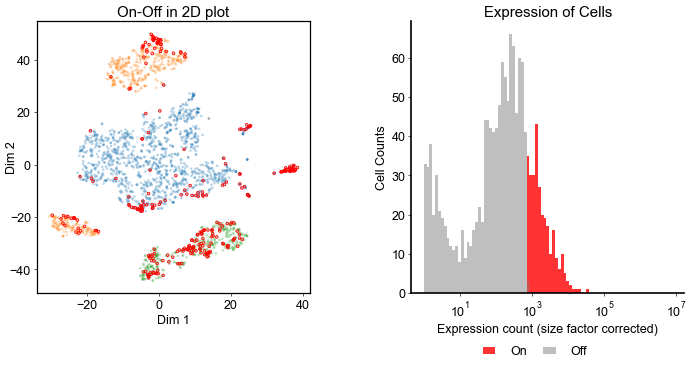 On-Off in 2D plot
40
20
0
−20
−40
Dim 2
−20 0 20 40
Dim 1
Expression of Cells
60
50
40
30
20
10
0
Cell Counts
10¹ 10³ 10⁵ 10⁷
Expression count (size factor corrected)
On Off